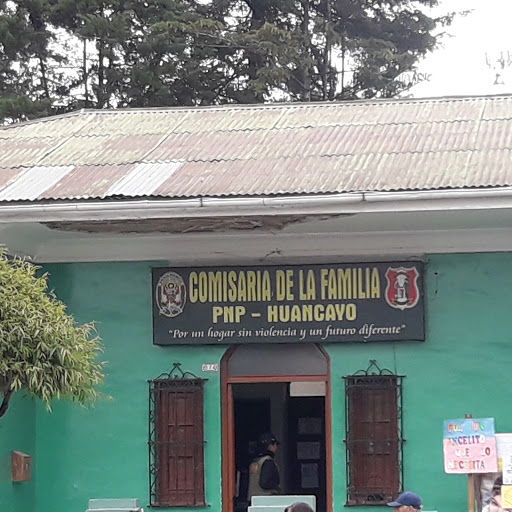 COMISARIA DE LA FAMILIA
PNP - HUANCAYO
"Por un hogar sin violencia y un futuro diferente"